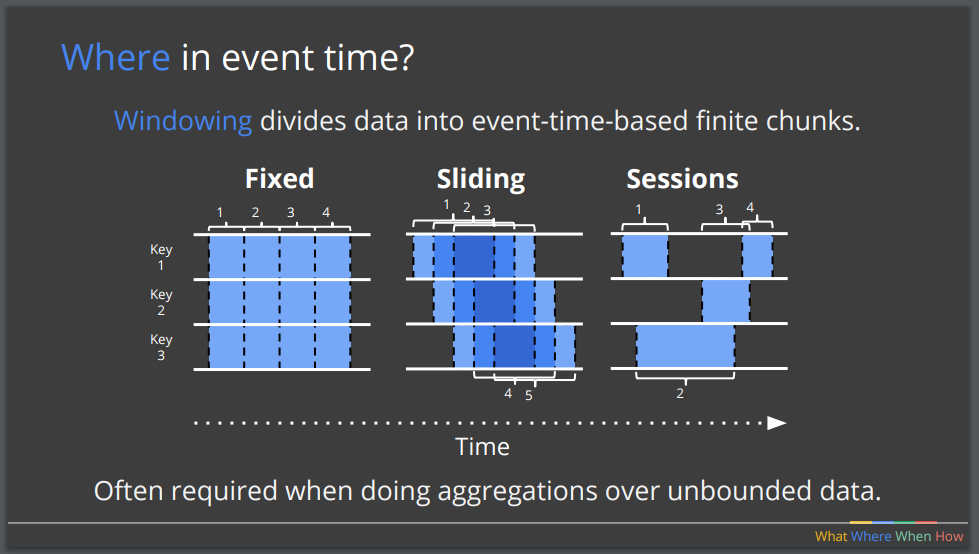 Where in event time?
Windowing divides data into event-time-based finite chunks.
Fixed
Sliding
Sessions
1 2 3 4
1 2 3
1 3 4
Key
1
Key
2
Key
3
4 5
2
Time
Often required when doing aggregations over unbounded data.
What Where When How